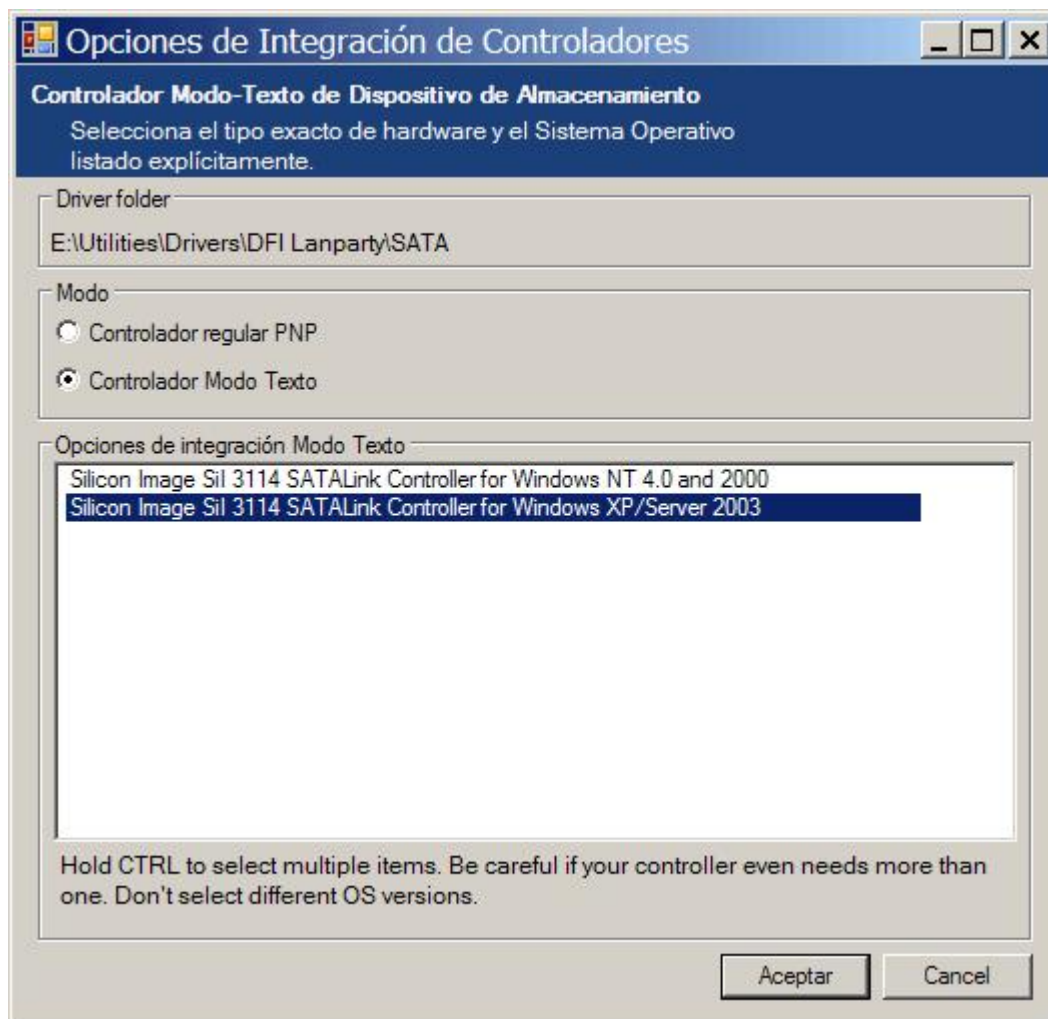 Opciones de Integración de Controladores
Controlador Modo-Texto de Dispositivo de Almacenamiento
Selecciona el tipo exacto de hardware y el Sistema Operativo
listado explícitamente.
Driver folder
E:\Utilities\Drivers\DFI Lanparty\SATA
Modo
Controlador regular PNP
Controlador Modo Texto
Opciones de integración Modo Texto
Silicon Image SiI 3114 SATALink Controller for Windows NT 4.0 and 2000
Silicon Image SiI 3114 SATALink Controller for Windows XP/Server 2003
Hold CTRL to select multiple items. Be careful if your controller even needs more than
one. Don't select different OS versions.
Aceptar
Cancel